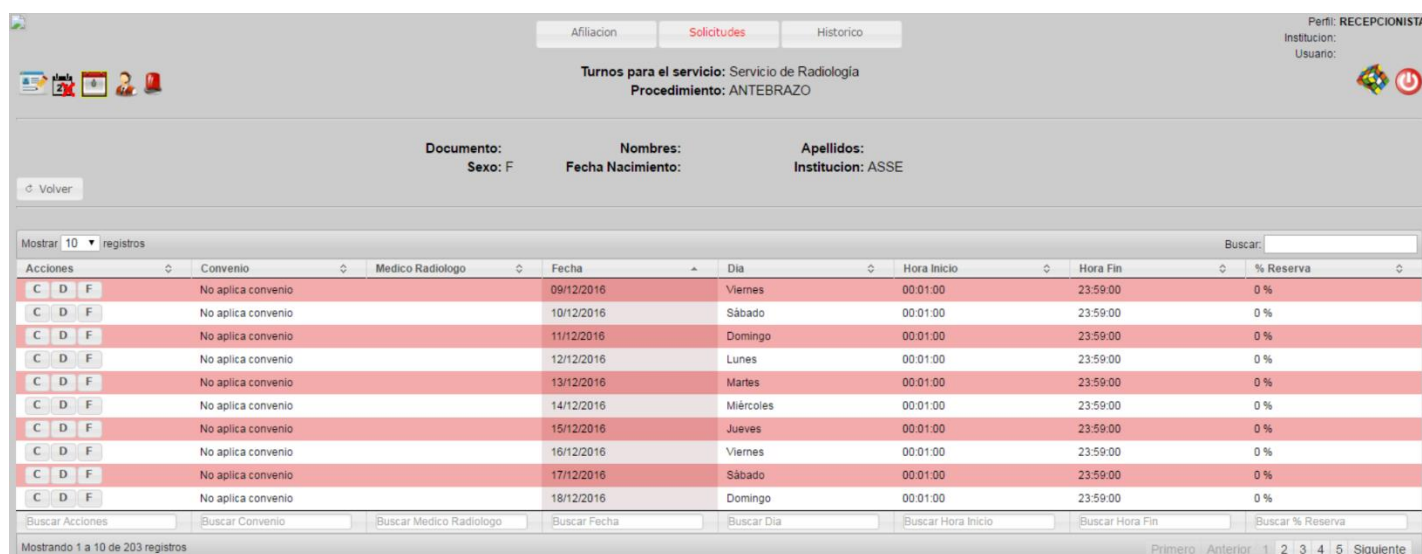 Perfil: RECEPCIONISTA
Afiliacion Solicitudes Historico
Institucion:
Usuario:
Turnos para el servicio: Servicio de Radiología
Procedimiento: ANTEBRAZO
Documento: Nombres: Apellidos:
Sexo: F Fecha Nacimiento: Institucion: ASSE
Volver
Mostrar 10 registros Buscar:
Acciones Convenio Medico Radiologo Fecha Dia Hora Inicio Hora Fin % Reserva
C D F No aplica convenio 09/12/2016 Viernes 00:01:00 23:59:00 0 %
C D F No aplica convenio 10/12/2016 Sábado 00:01:00 23:59:00 0 %
C D F No aplica convenio 11/12/2016 Domingo 00:01:00 23:59:00 0 %
C D F No aplica convenio 12/12/2016 Lunes 00:01:00 23:59:00 0 %
C D F No aplica convenio 13/12/2016 Martes 00:01:00 23:59:00 0 %
C D F No aplica convenio 14/12/2016 Miércoles 00:01:00 23:59:00 0 %
C D F No aplica convenio 15/12/2016 Jueves 00:01:00 23:59:00 0 %
C D F No aplica convenio 16/12/2016 Viernes 00:01:00 23:59:00 0 %
C D F No aplica convenio 17/12/2016 Sábado 00:01:00 23:59:00 0 %
C D F No aplica convenio 18/12/2016 Domingo 00:01:00 23:59:00 0 %
Buscar Acciones Buscar Convenio Buscar Medico Radiologo Buscar Fecha Buscar Dia Buscar Hora Inicio Buscar Hora Fin Buscar % Reserva
Mostrando 1 a 10 de 203 registros Primero Anterior 1 2 3 4 5 Siguiente